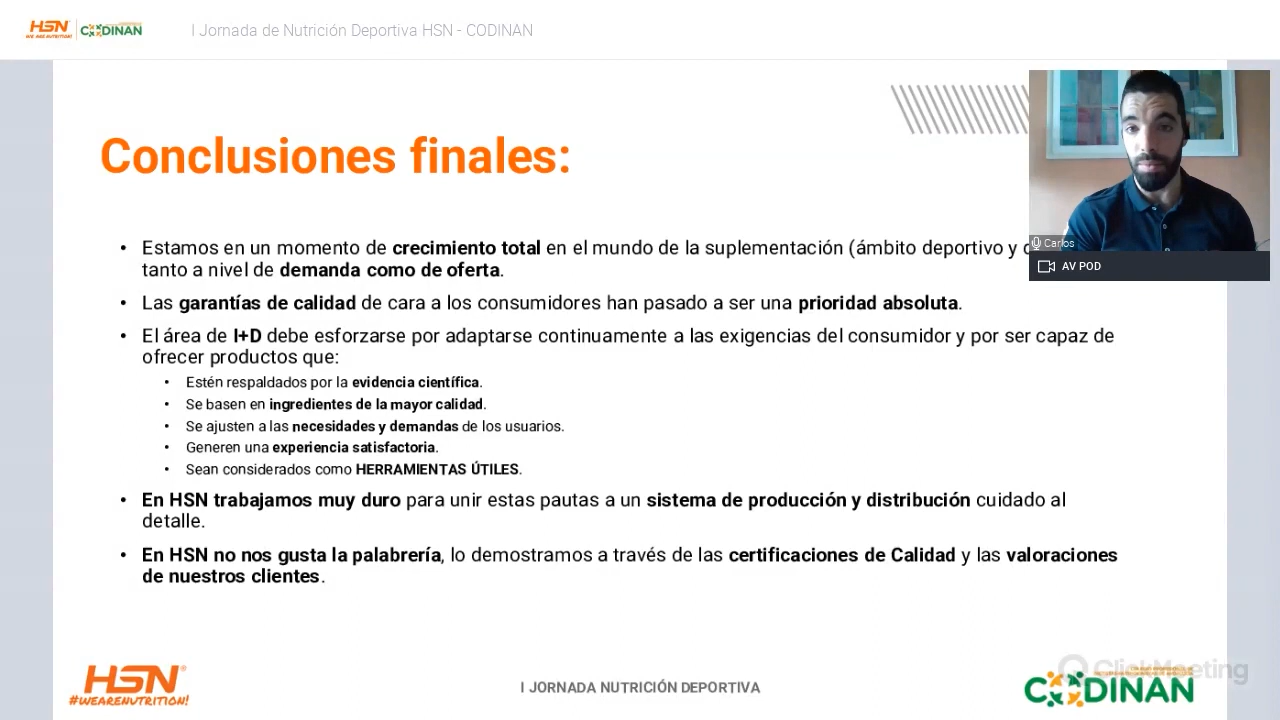 HSN
WE ARE NUTRITION!
CODINAN
I Jornada de Nutrición Deportiva HSN - CODINAN
Conclusiones finales:
• Estamos en un momento de crecimiento total en el mundo de la suplementación (ámbito deportivo y
tanto a nivel de demanda como de oferta.
• Las garantías de calidad de cara a los consumidores han pasado a ser una prioridad absoluta.
• El área de I+D debe esforzarse por adaptarse continuamente a las exigencias del consumidor y por ser capaz de
ofrecer productos que:
• Estén respaldados por la evidencia científica.
• Se basen en ingredientes de la mayor calidad.
• Se ajusten a las necesidades y demandas de los usuarios.
• Generen una experiencia satisfactoria.
• Sean considerados como HERRAMIENTAS ÚTILES.
• En HSN trabajamos muy duro para unir estas pautas a un sistema de producción y distribución cuidado al
detalle.
• En HSN no nos gusta la palabrería, lo demostramos a través de las certificaciones de Calidad y las valoraciones
de nuestros clientes.
Carlos
AV POD
HSN®
#WEARENUTRITION!
I JORNADA NUTRICIÓN DEPORTIVA
CODINAN
ClickMeeting